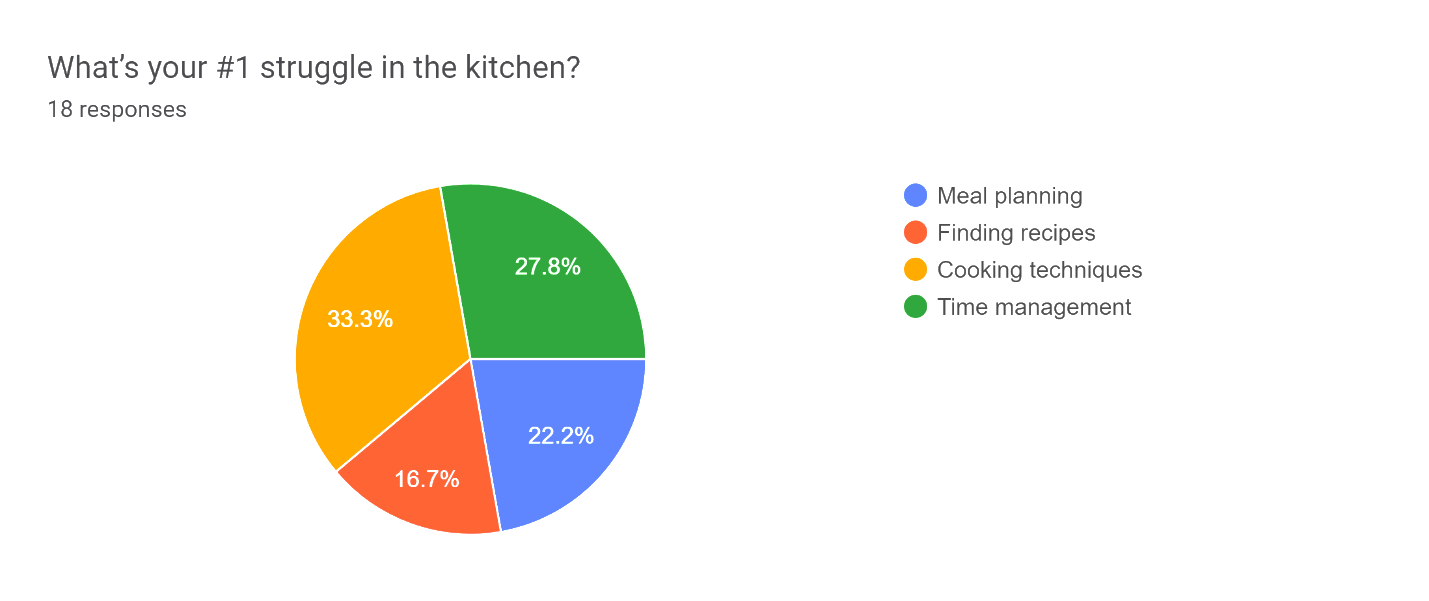 What’s your #1 struggle in the kitchen?
18 responses
27.8%
33.3%
22.2%
16.7%
Meal planning
Finding recipes
Cooking techniques
Time management